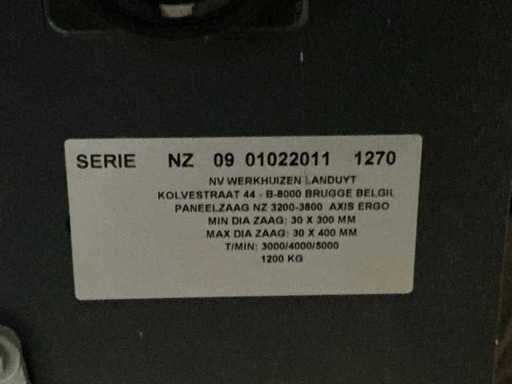 SERIE NZ 09 01022011 1270
NV WERKHUIZEN LANDUYT
KOLVESTRAAT 44 - B-8000 BRUGGE BELGIL
PANEELZAAG NZ 3200-3800 AXIS ERGO
MIN DIA ZAAG: 30 X 300 MM
MAX DIA ZAAG: 30 X 400 MM
T/MIN: 3000/4000/5000
1200 KG